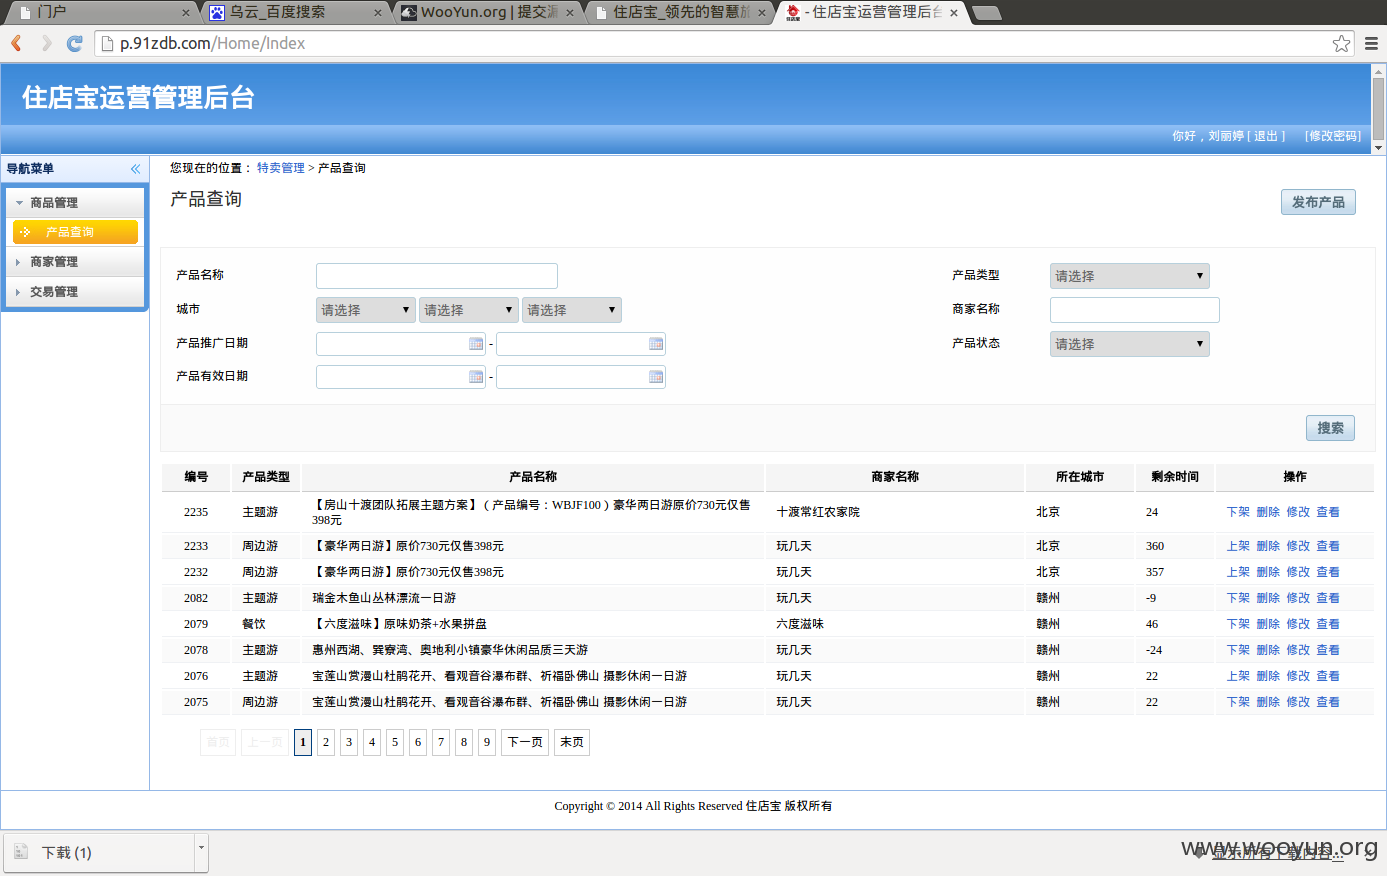 门户
乌云_百度搜索
WooYun.org | 提交漏
住店宝_领先的智慧旅
- 住店宝运营管理后台
p.91zdb.com/Home/Index
住店宝运营管理后台
你好，刘丽婷 [ 退出 ] [修改密码]
导航菜单
商品管理
产品查询
商家管理
交易管理
您现在的位置： 特卖管理 > 产品查询
产品查询
发布产品
产品名称
产品类型 请选择
城市 请选择 请选择 请选择
商家名称
产品推广日期 -
产品状态 请选择
产品有效日期 -
搜索
编号 产品类型 产品名称 商家名称 所在城市 剩余时间 操作
2235 主题游 【房山十渡团队拓展主题方案】（产品编号：WBJF100）豪华两日游原价730元仅售398元 十渡常红农家院 北京 24 下架 删除 修改 查看
2233 周边游 【豪华两日游】原价730元仅售398元 玩几天 北京 360 上架 删除 修改 查看
2232 周边游 【豪华两日游】原价730元仅售398元 玩几天 北京 357 上架 删除 修改 查看
2082 主题游 瑞金木鱼山丛林漂流一日游 玩几天 赣州 -9 下架 删除 修改 查看
2079 餐饮 【六度滋味】原味奶茶+水果拼盘 六度滋味 赣州 46 下架 删除 修改 查看
2078 主题游 惠州西湖、巽寮湾、奥地利小镇豪华休闲品质三天游 玩几天 赣州 -24 下架 删除 修改 查看
2076 主题游 宝莲山赏漫山杜鹃花开、看观音谷瀑布群、祈福卧佛山 摄影休闲一日游 玩几天 赣州 22 上架 删除 修改 查看
2075 周边游 宝莲山赏漫山杜鹃花开、看观音谷瀑布群、祈福卧佛山 摄影休闲一日游 玩几天 赣州 22 下架 删除 修改 查看
首页 上一页 1 2 3 4 5 6 7 8 9 下一页 末页
Copyright © 2014 All Rights Reserved 住店宝 版权所有
下载 (1)
显示所有下载内容...
www.wooyun.org